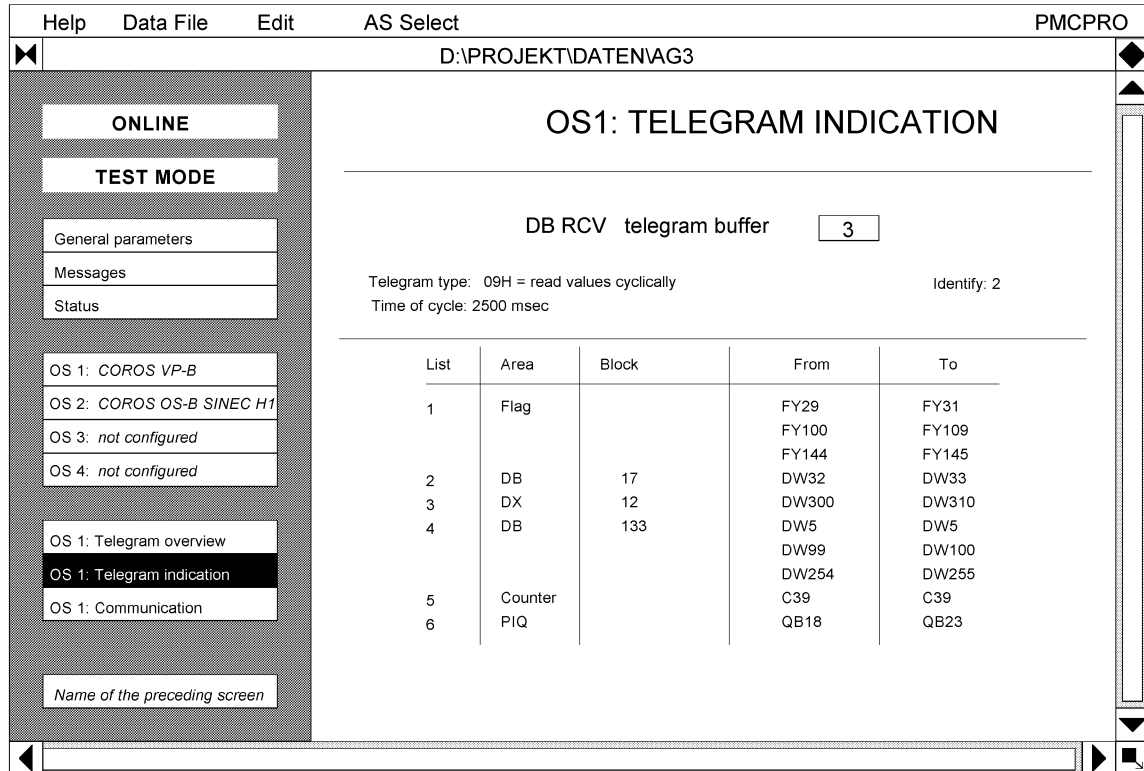 Help Data File Edit AS Select PMCPRO
D:\PROJEKT\DATEN\AG3
ONLINE
TEST MODE
General parameters
Messages
Status
OS 1: COROS VP-B
OS 2: COROS OS-B SINEC H1
OS 3: not configured
OS 4: not configured
OS 1: Telegram overview
OS 1: Telegram indication
OS 1: Communication
Name of the preceding screen
OS1: TELEGRAM INDICATION
DB RCV telegram buffer 3
Telegram type: 09H = read values cyclically Identify: 2
Time of cycle: 2500 msec
List Area Block From To
1 Flag FY29 FY31
FY100 FY109
FY144 FY145
2 DB 17 DW32 DW33
3 DX 12 DW300 DW310
4 DB 133 DW5 DW5
DW99 DW100
DW254 DW255
5 Counter C39 C39
6 PIQ QB18 QB23